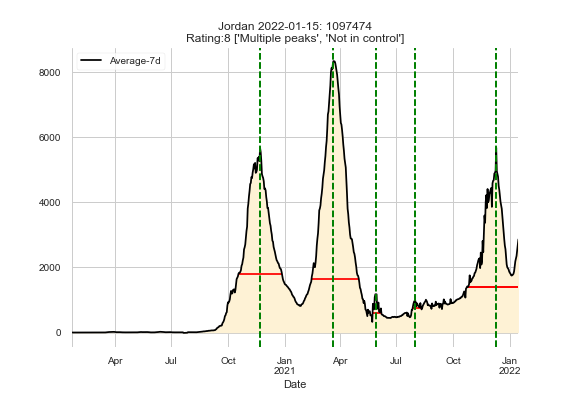 Jordan 2022-01-15: 1097474
Rating:8 ['Multiple peaks', 'Not in control']
Average-7d
8000
6000
4000
2000
0
Apr
Jul
Oct
Jan
2021
Apr
Jul
Oct
Jan
2022
Date